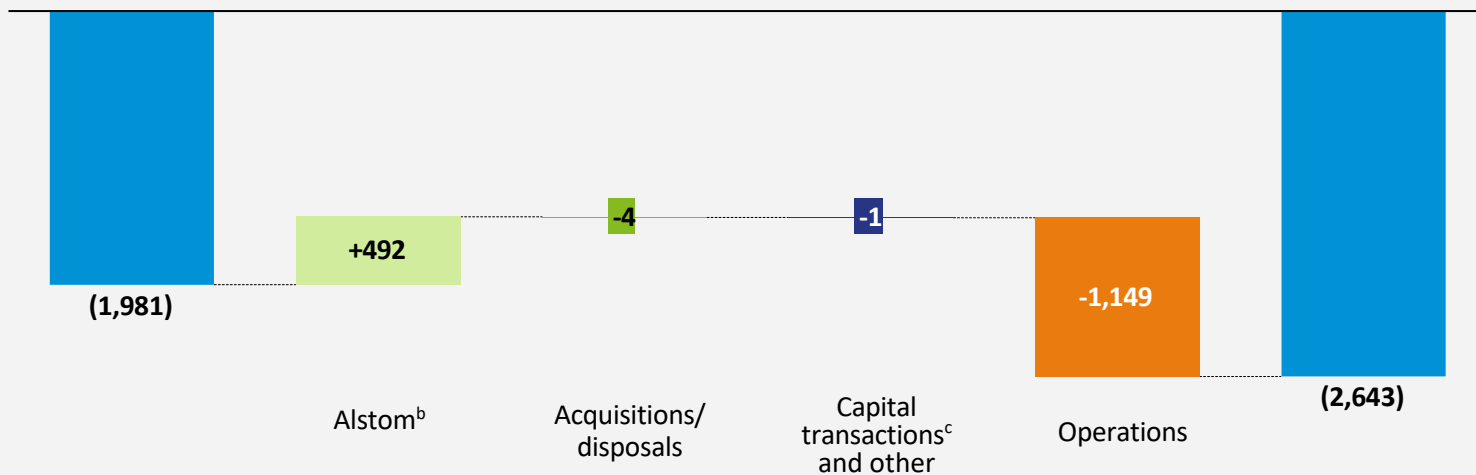 +492
-4
-1
-1,149
(1,981)
(2,643)
Alstomᵇ
Acquisitions/
disposals
Capital
transactionsᶜ
and other
Operations